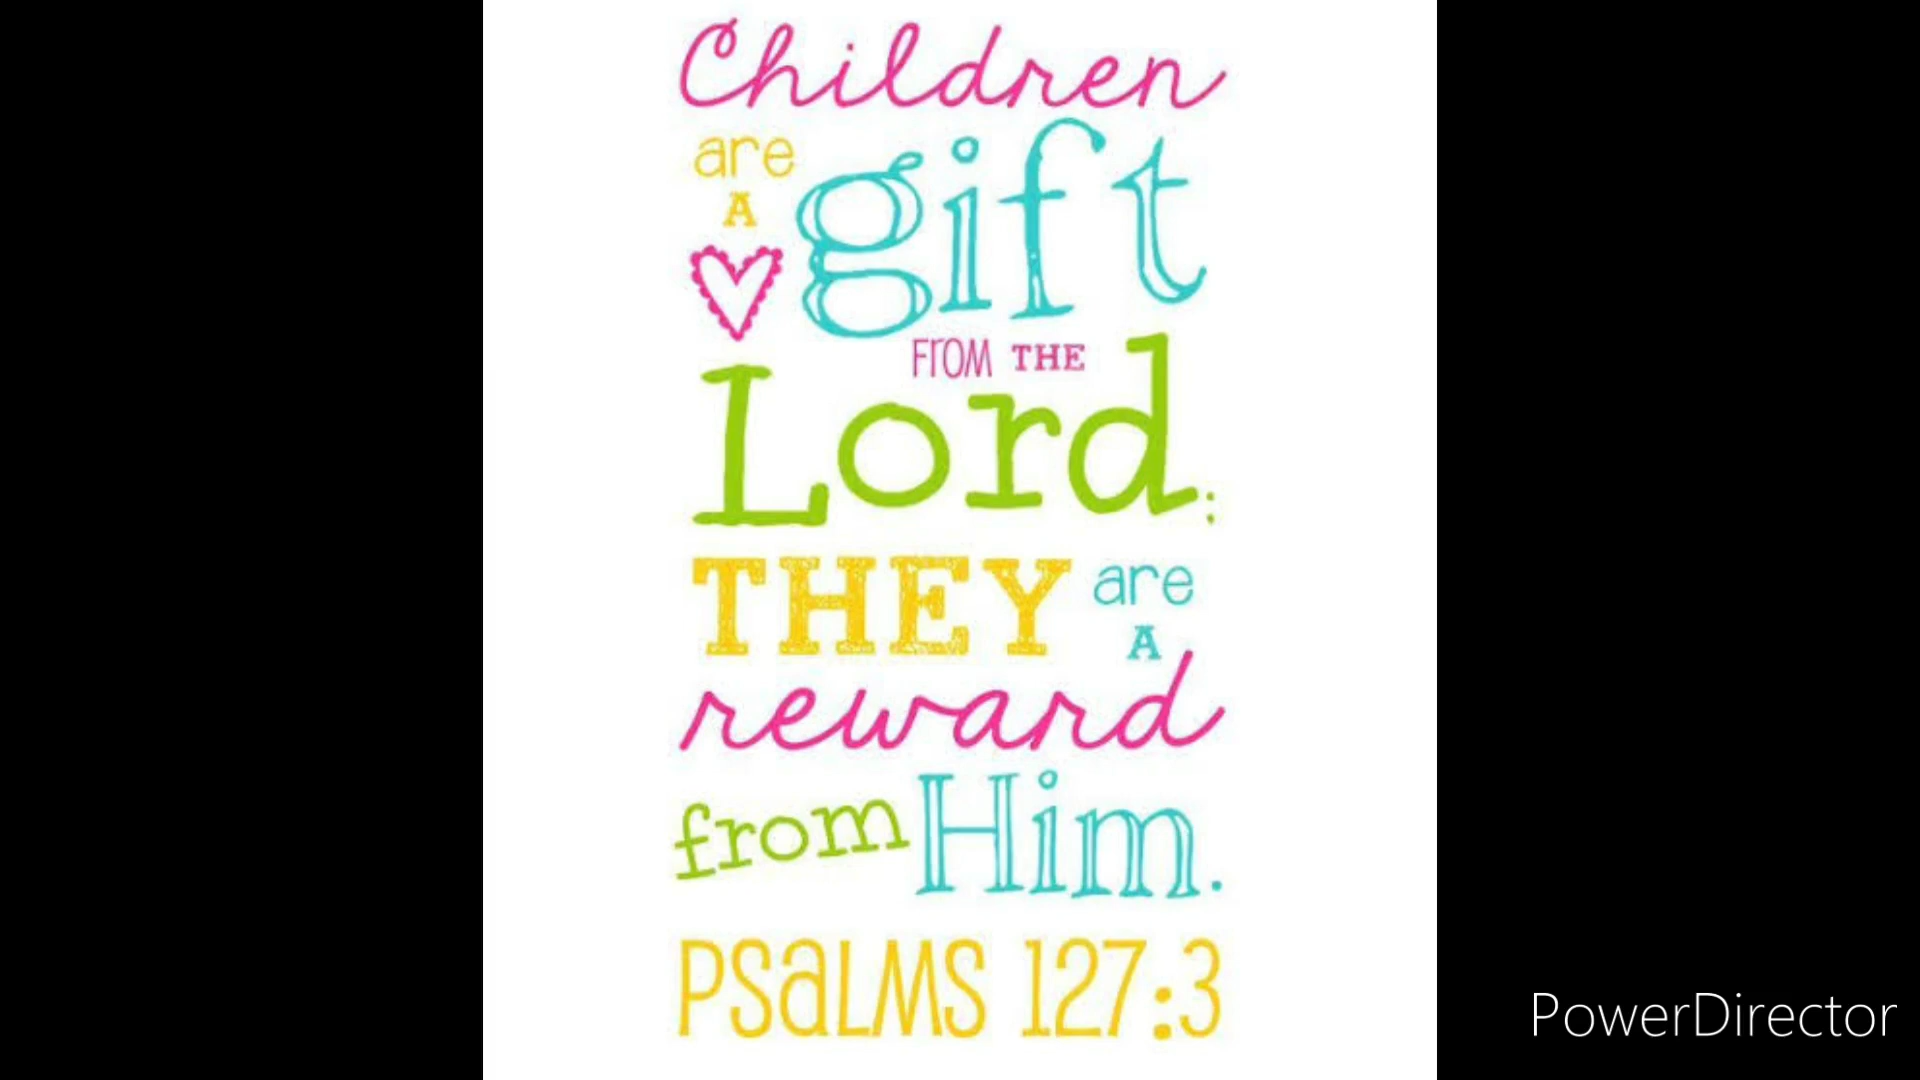 Children
are
A
gift
FrOM THE
Lord;
THEY are
A
reward
from Him.
PSaLMS 127:3
PowerDirector